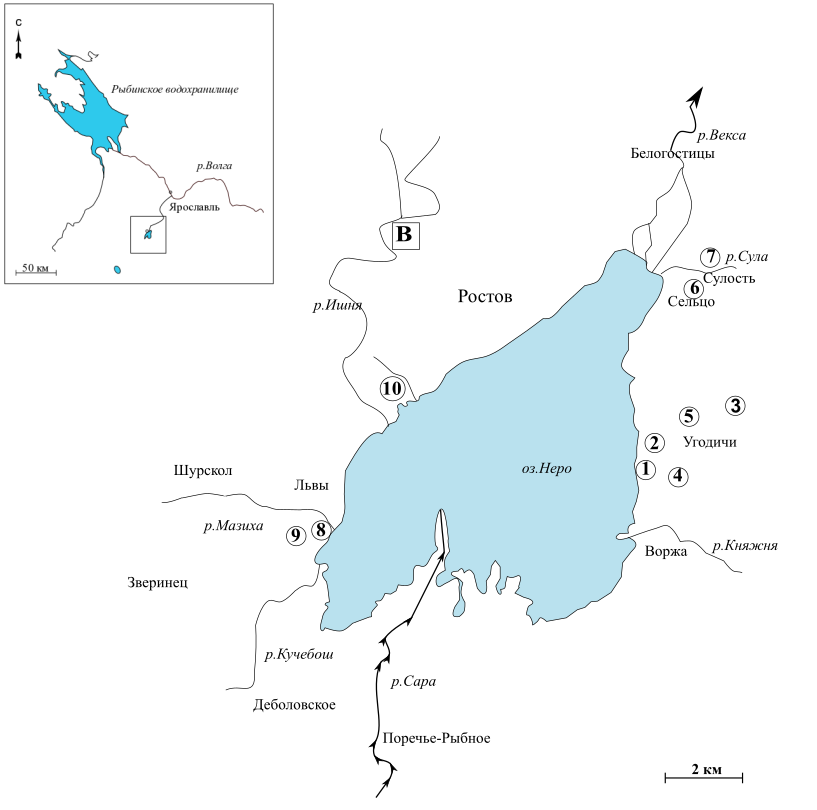 С
Рыбинское водохранилище
р.Волга
Ярославль
50 км
р.Векса
Белогостицы
В
7
р.Сула
Сулость
6
Сельцо
Ростов
р.Ишня
10
3
5
2
Угодичи
1
4
оз.Неро
Шурскол
Львы
р.Мазиха
9
8
Воржа
р.Княжня
Зверинец
р.Кучебош
р.Сара
Деболовское
Поречье-Рыбное
2 км